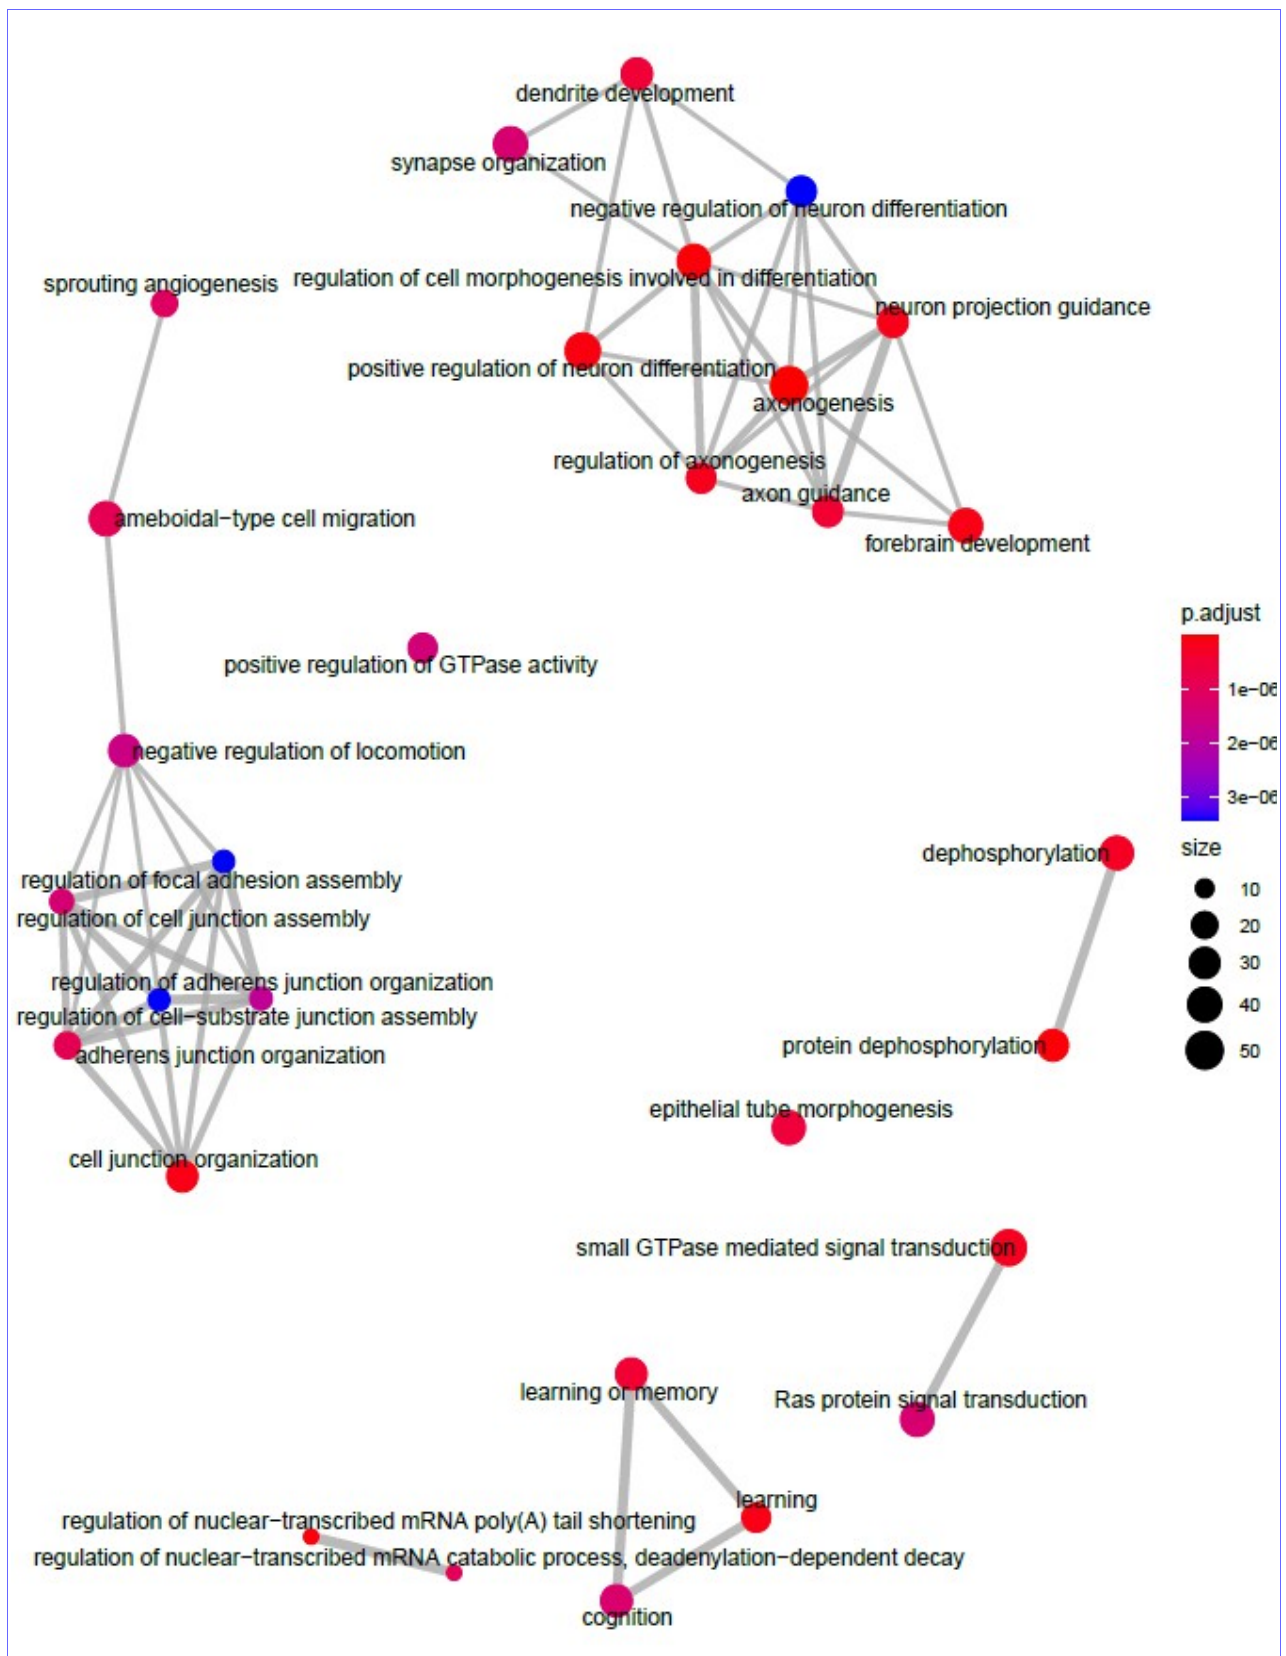 dendrite development
synapse organization
negative regulation of neuron differentiation
sprouting angiogenesis
regulation of cell morphogenesis involved in differentiation
neuron projection guidance
positive regulation of neuron differentiation
axonogenesis
regulation of axonogenesis
axon guidance
ameboidal−type cell migration
forebrain development
p.adjust
positive regulation of GTPase activity
1e−06
2e−06
negative regulation of locomotion
3e−06
size
dephosphorylation
regulation of focal adhesion assembly
10
regulation of cell junction assembly
20
30
regulation of adherens junction organization
40
regulation of cell−substrate junction assembly
protein dephosphorylation
50
adherens junction organization
epithelial tube morphogenesis
cell junction organization
small GTPase mediated signal transduction
learning or memory
Ras protein signal transduction
learning
regulation of nuclear−transcribed mRNA poly(A) tail shortening
regulation of nuclear−transcribed mRNA catabolic process, deadenylation−dependent decay
cognition